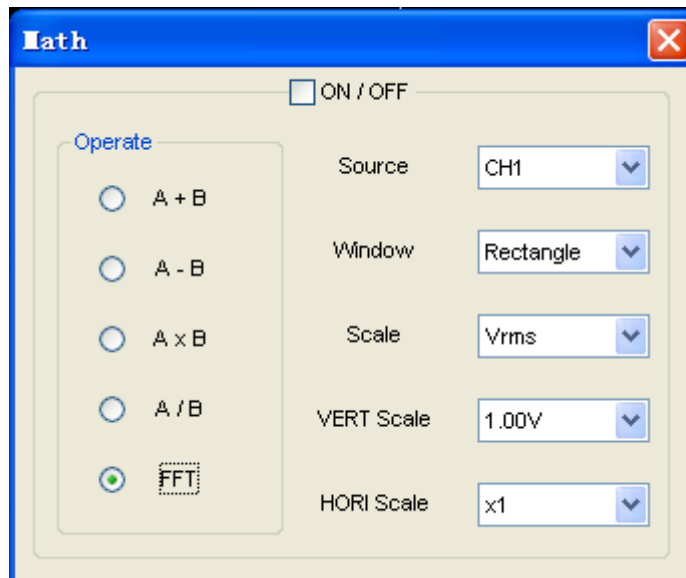 Math
ON / OFF
Operate
A + B
A - B
A x B
A / B
FFT
Source CH1
Window Rectangle
Scale Vrms
VERT Scale 1.00V
HORI Scale x1